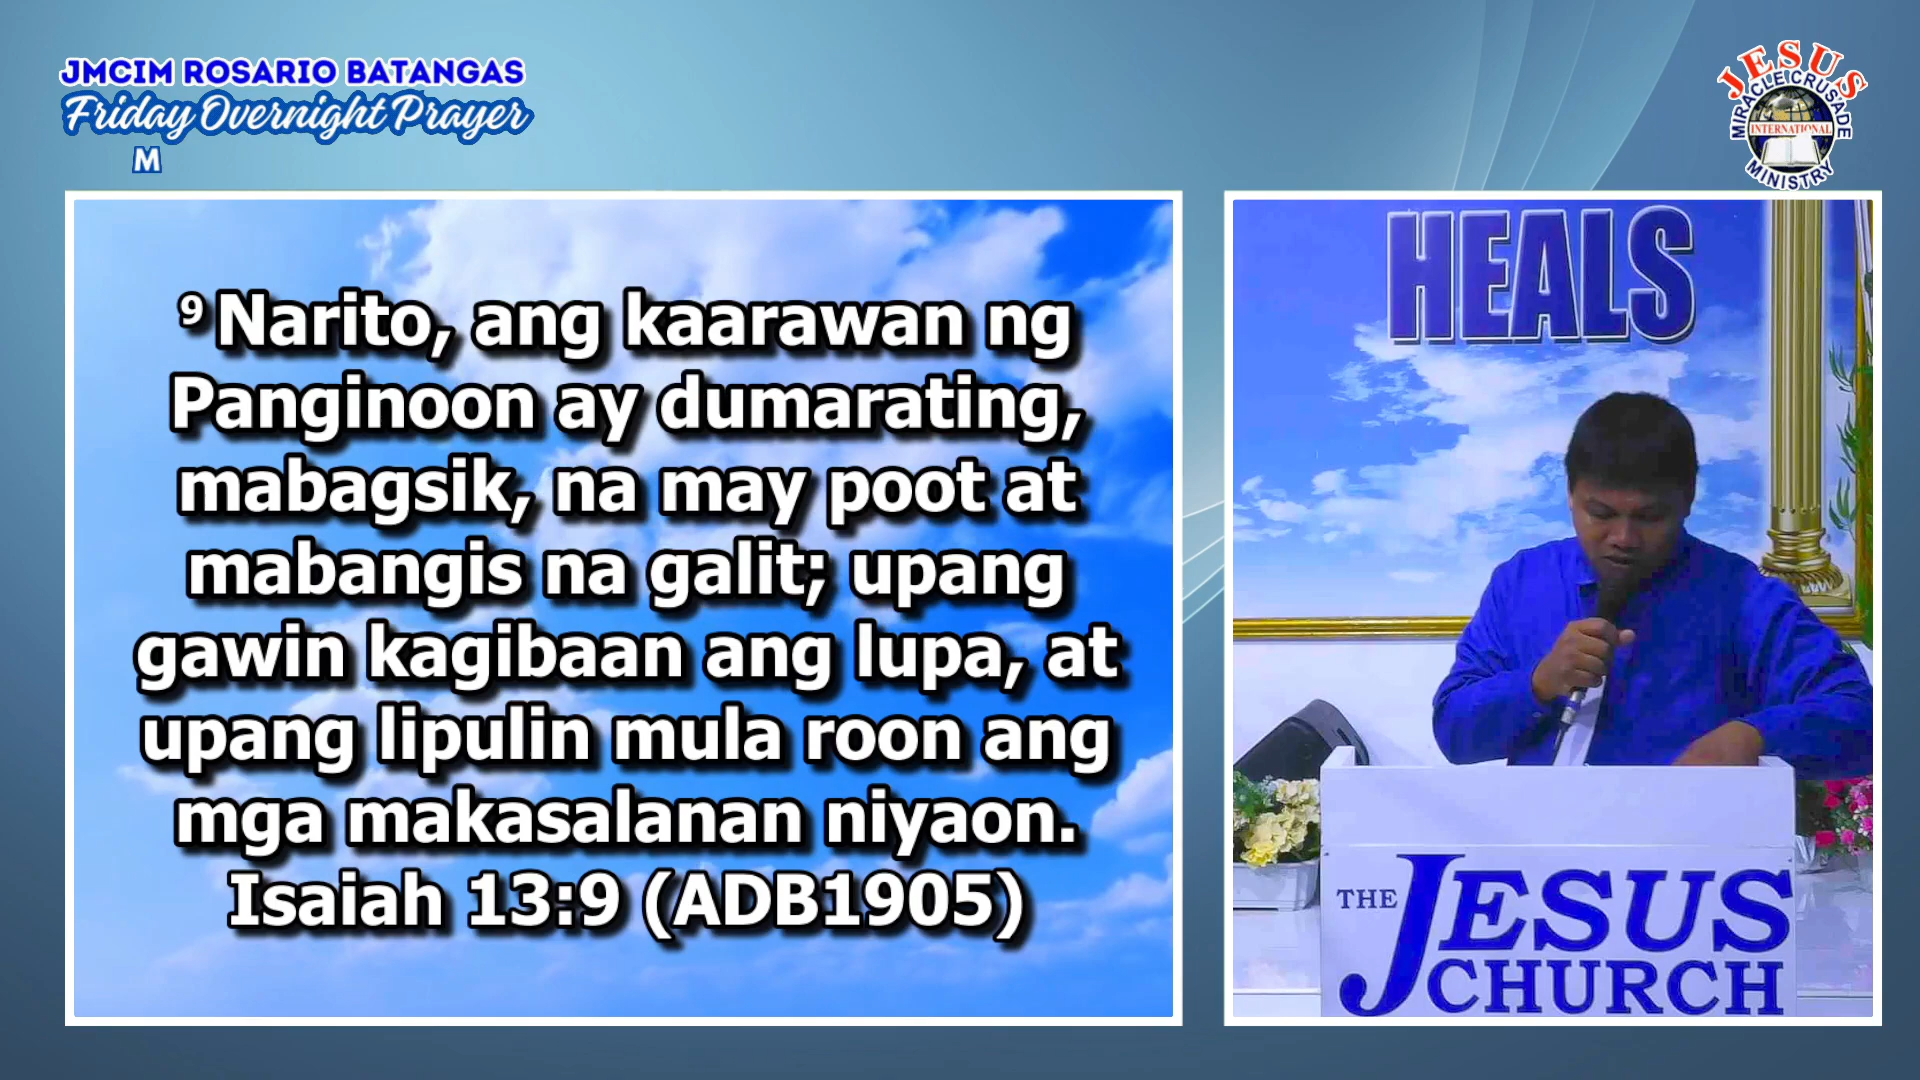 JMCIM ROSARIO BATANGAS
Friday Overnight Prayer
M
JESUS
MIRACLE CRUSADE
INTERNATIONAL
MINISTRY
9 Narito, ang kaarawan ng
Panginoon ay dumarating,
mabagsik, na may poot at
mabangis na galit; upang
gawin kagibaan ang lupa, at
upang lipulin mula roon ang
mga makasalanan niyaon.
Isaiah 13:9 (ADB1905)
HEALS
THE JESUS
CHURCH